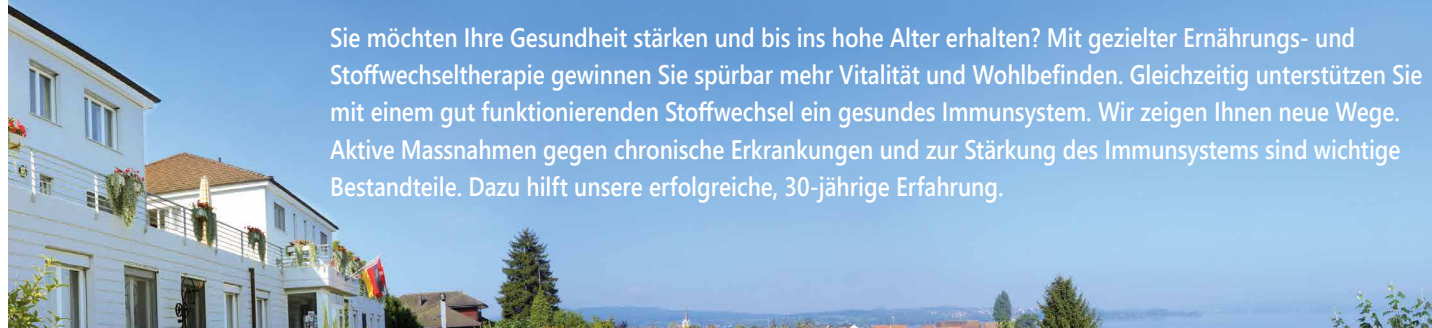 Sie möchten Ihre Gesundheit stärken und bis ins hohe Alter erhalten? Mit gezielter Ernährungs- und
Stoffwechseltherapie gewinnen Sie spürbar mehr Vitalität und Wohlbefinden. Gleichzeitig unterstützen Sie
mit einem gut funktionierenden Stoffwechsel ein gesundes Immunsystem. Wir zeigen Ihnen neue Wege.
Aktive Massnahmen gegen chronische Erkrankungen und zur Stärkung des Immunsystems sind wichtige
Bestandteile. Dazu hilft unsere erfolgreiche, 30-jährige Erfahrung.